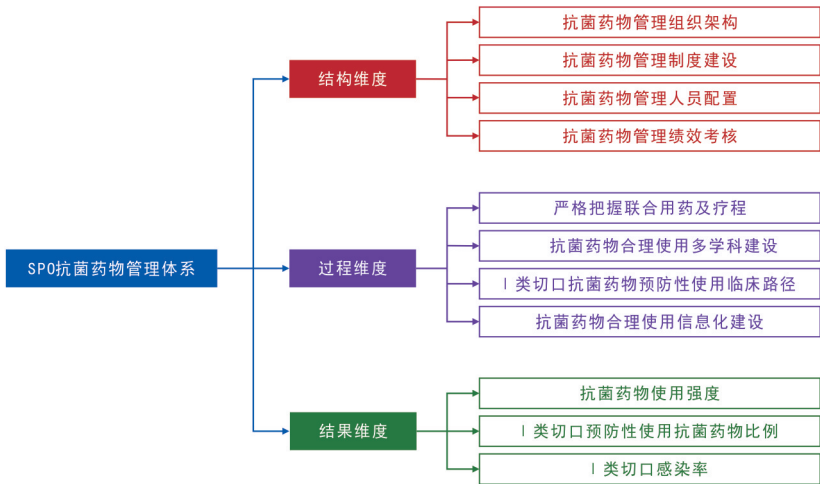 结构维度
抗菌药物管理组织架构
抗菌药物管理制度建设
抗菌药物管理人员配置
抗菌药物管理绩效考核
SPO抗菌药物管理体系
过程维度
严格把握联合用药及疗程
抗菌药物合理使用多学科建设
Ⅰ类切口抗菌药物预防性使用临床路径
抗菌药物合理使用信息化建设
结果维度
抗菌药物使用强度
Ⅰ类切口预防性使用抗菌药物比例
Ⅰ类切口感染率